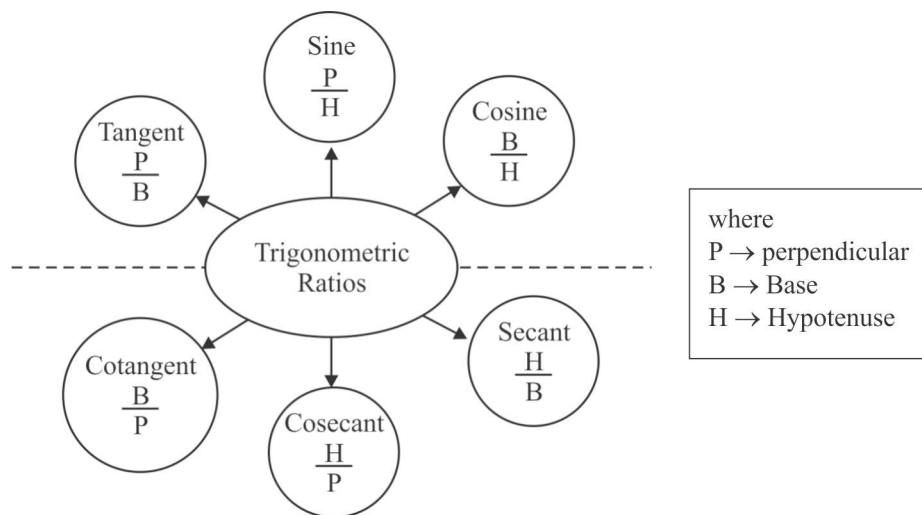 Sine
P
H
Cosine
B
H
Tangent
P
B
Trigonometric
Ratios
where
P → perpendicular
B → Base
H → Hypotenuse
Secant
H
B
Cotangent
B
P
Cosecant
H
P